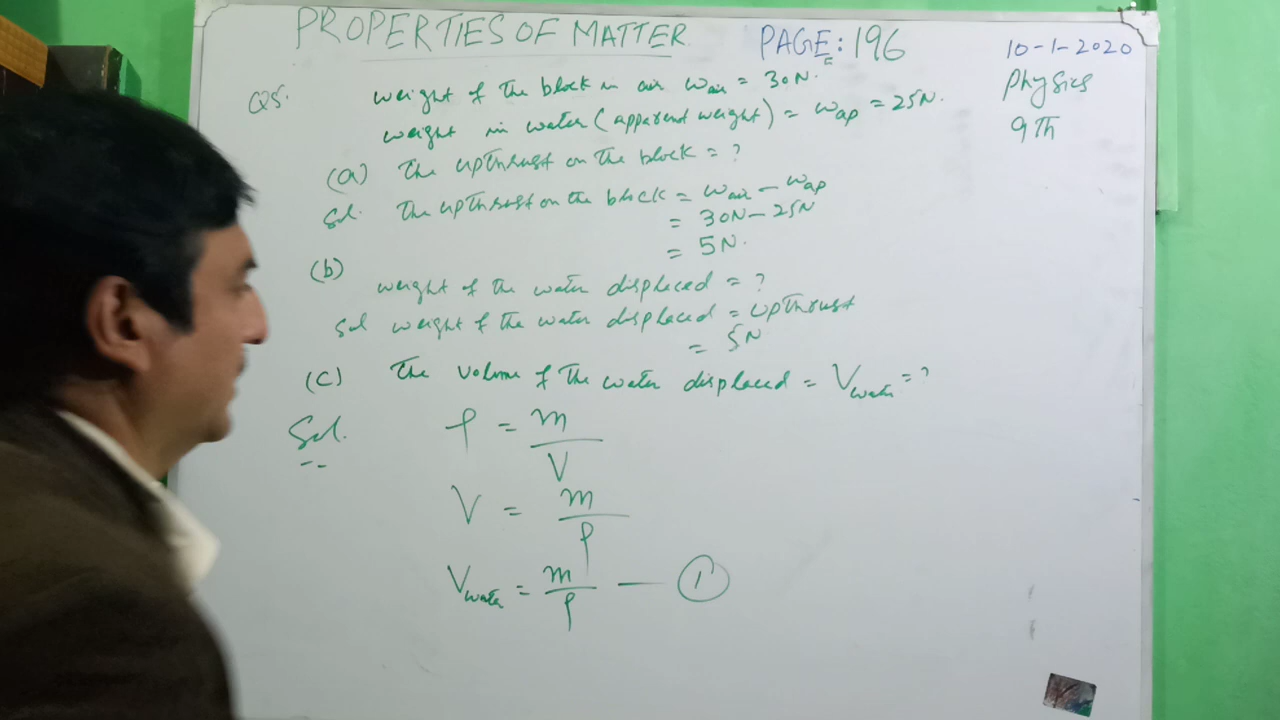 PROPERTIES OF MATTER
PAGE: 196
10-1-2020
Physics
9Th
Q5. weight of the block in air wair = 30N.
weight in water (apparent weight) = wap = 25N.
(a) The upthrust on the block = ?
Sol. The upthrust on the block = wair - wap
= 30N - 25N
= 5N.
(b) weight of the water displaced = ?
Sol weight of the water displaced = upthrust
= 5N
(C) The volume of the water displaced = Vwater = ?
Sol. ρ = m/V
V = m/ρ
Vwater = m/ρ — 1